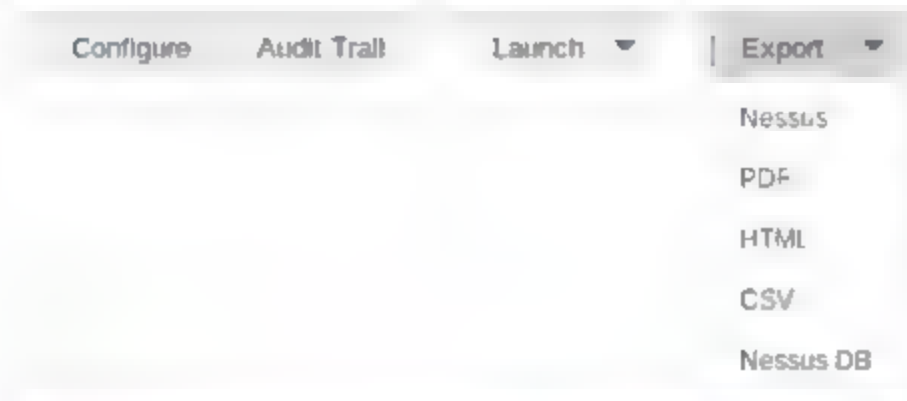 Configure Audit Trail Launch Export
Nessus
PDF
HTML
CSV
Nessus DB